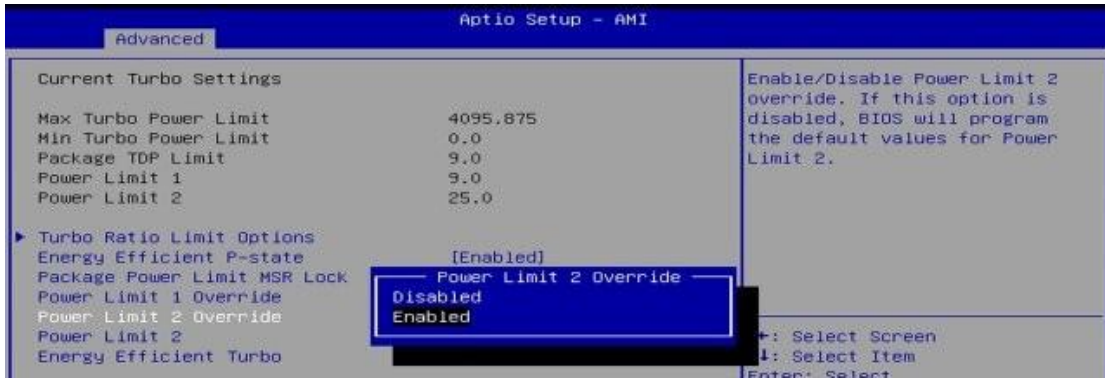 Aptio Setup - AMI
Advanced
Current Turbo Settings
Max Turbo Power Limit 4095.875
Min Turbo Power Limit 0.0
Package TDP Limit 9.0
Power Limit 1 9.0
Power Limit 2 25.0
Turbo Ratio Limit Options
Energy Efficient P-state [Enabled]
Package Power Limit MSR Lock
Power Limit 1 Override
Power Limit 2 Override
Power Limit 2
Energy Efficient Turbo
Power Limit 2 Override
Disabled
Enabled
Enable/Disable Power Limit 2
override. If this option is
disabled, BIOS will program
the default values for Power
Limit 2.
: Select Screen
: Select Item
Enter: Select